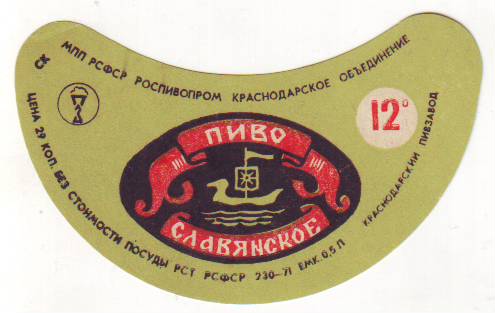 МПП РСФСР РОСПИВОПРОМ КРАСНОДАРСКОЕ ОБЪЕДИНЕНИЕ
12°
ПИВО
СЛАВЯНСКОЕ
КРАСНОДАРСКИЙ ПИВЗАВОД
ЦЕНА 29 КОП. БЕЗ СТОИМОСТИ ПОСУДЫ РСТ РСФСР 230–71 ЕМК. 0,5 Л